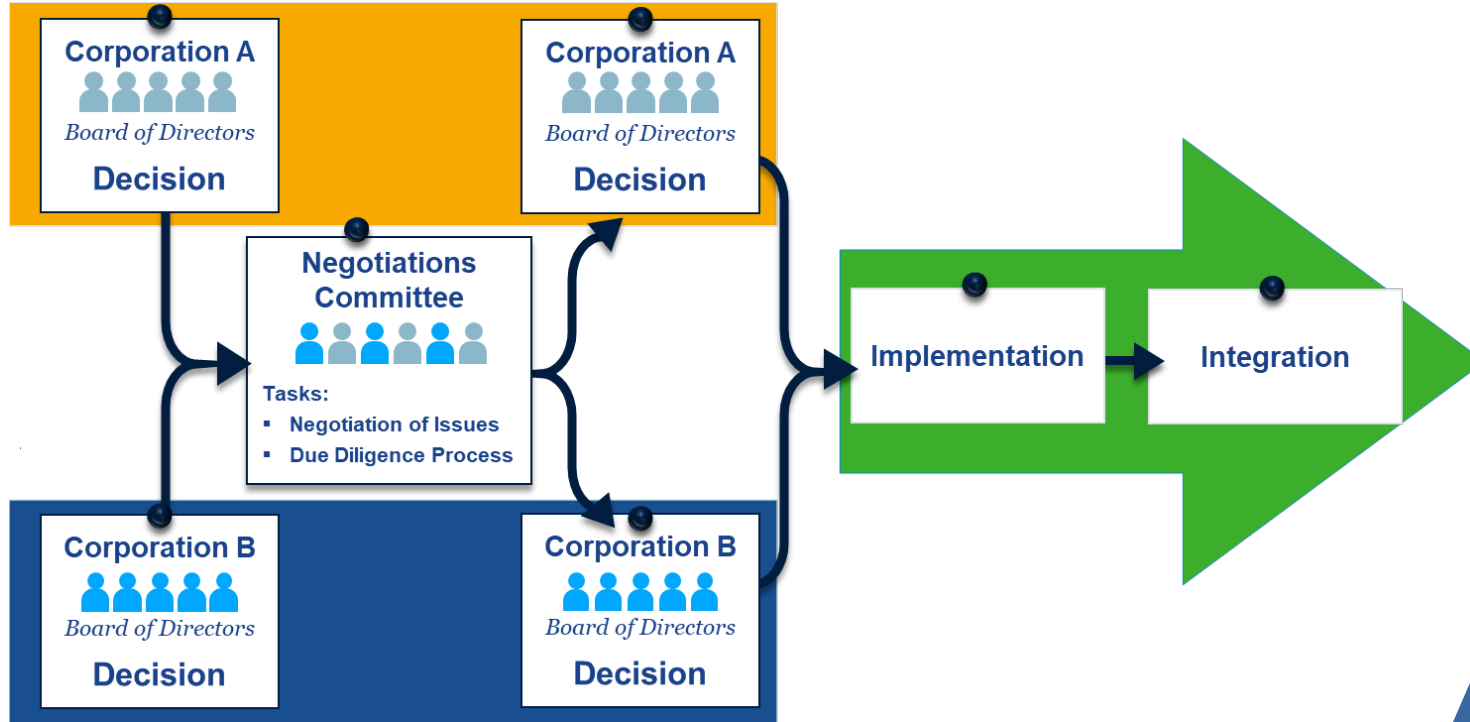 Corporation A
Board of Directors
Decision
Corporation A
Board of Directors
Decision
Negotiations
Committee
Tasks:
▪ Negotiation of Issues
▪ Due Diligence Process
Corporation B
Board of Directors
Decision
Corporation B
Board of Directors
Decision
Implementation
Integration